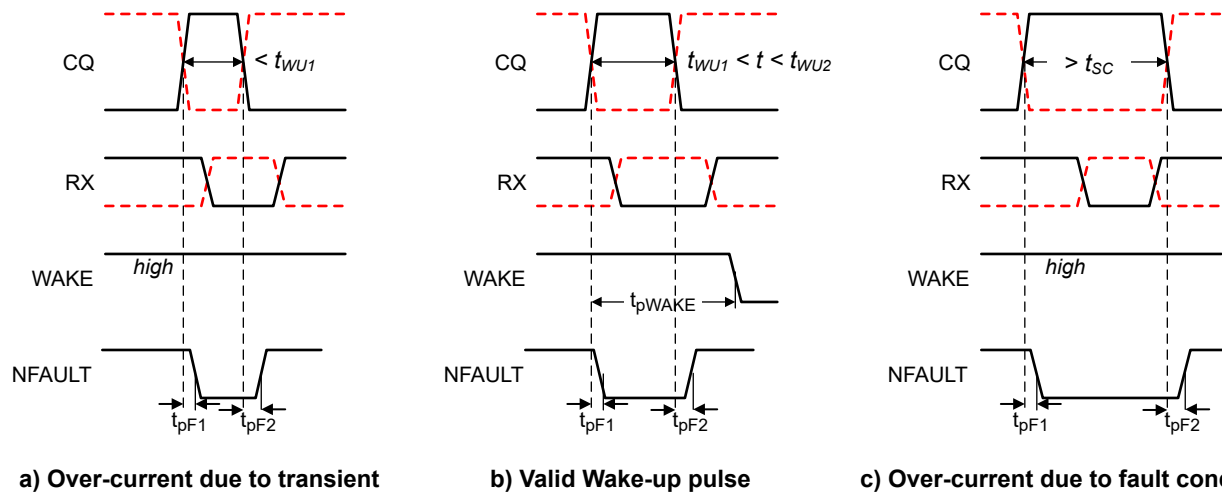 CQ
< tWU1
RX
WAKE
high
NFAULT
tpF1
tpF2
a) Over-current due to transient
CQ
tWU1 < t < tWU2
RX
WAKE
tpWAKE
NFAULT
tpF1
tpF2
b) Valid Wake-up pulse
CQ
> tSC
RX
WAKE
high
NFAULT
tpF1
tpF2
c) Over-current due to fault cond